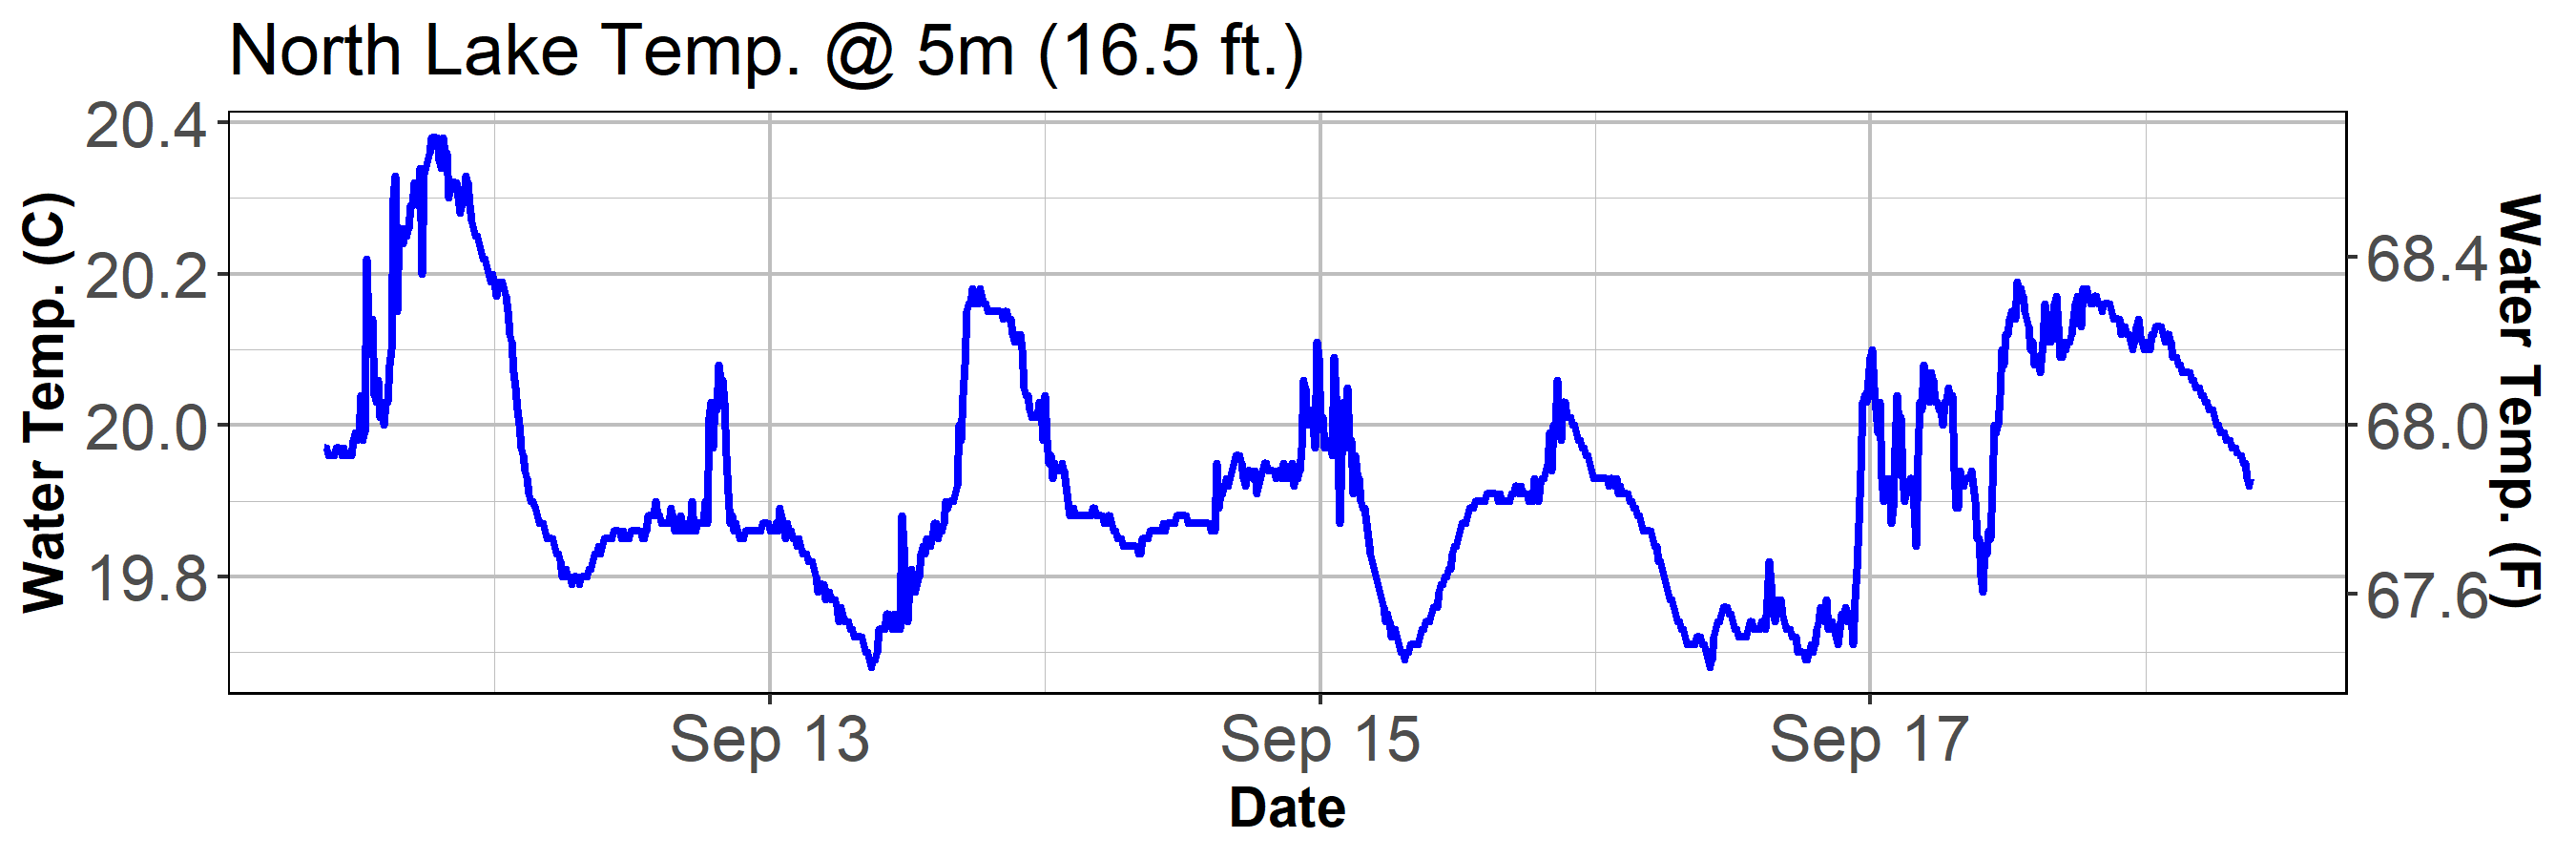 North Lake Temp. @ 5m (16.5 ft.)
Water Temp. (C)
20.4
20.2
20.0
19.8
68.4
68.0
67.6
Water Temp. (F)
Sep 13
Sep 15
Sep 17
Date